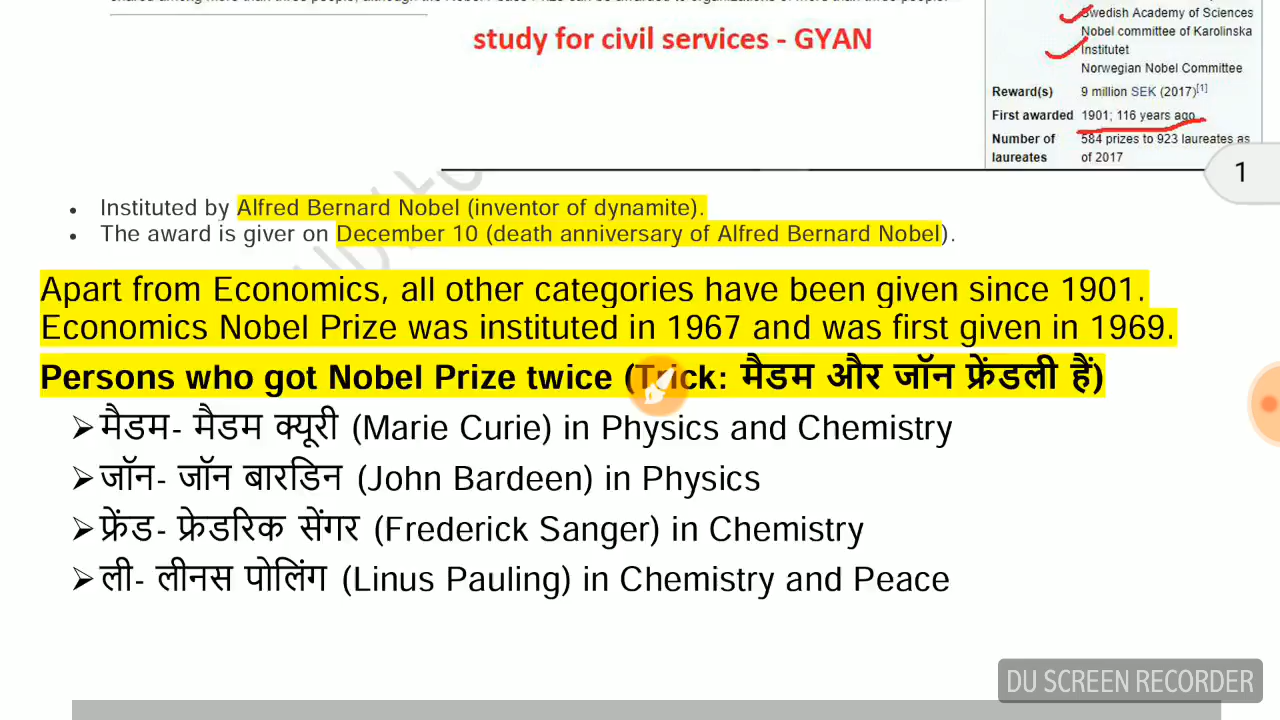 study for civil services - GYAN
Swedish Academy of Sciences
Nobel committee of Karolinska
Institutet
Norwegian Nobel Committee
Reward(s) 9 million SEK (2017)[1]
First awarded 1901; 116 years ago
Number of 584 prizes to 923 laureates as
laureates of 2017
1
• Instituted by Alfred Bernard Nobel (inventor of dynamite).
• The award is giver on December 10 (death anniversary of Alfred Bernard Nobel).
Apart from Economics, all other categories have been given since 1901.
Economics Nobel Prize was instituted in 1967 and was first given in 1969.
Persons who got Nobel Prize twice (Trick: मैडम और जॉन फ्रेंडली हैं)
➢ मैडम- मैडम क्यूरी (Marie Curie) in Physics and Chemistry
➢ जॉन- जॉन बारडिन (John Bardeen) in Physics
➢ फ्रेंड- फ्रेडरिक सेंगर (Frederick Sanger) in Chemistry
➢ ली- लीनस पोलिंग (Linus Pauling) in Chemistry and Peace
DU SCREEN RECORDER